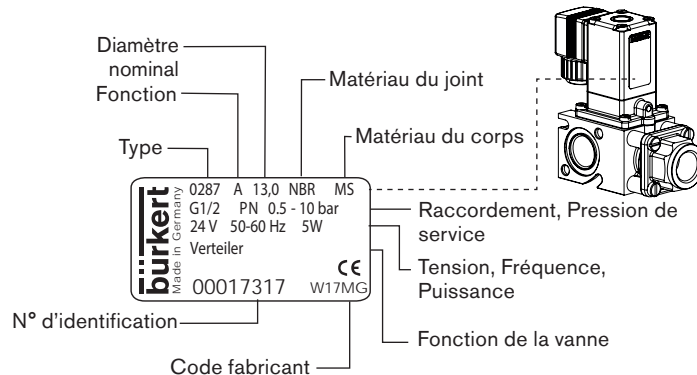 Diamètre
nominal
Fonction
Matériau du joint
Type
Matériau du corps
bürkert
Made in Germany
0287 A 13,0 NBR MS
G1/2 PN 0.5 - 10 bar
24 V 50-60 Hz 5W
Verteiler
CE
00017317 W17MG
Raccordement, Pression de
service
Tension, Fréquence,
Puissance
N° d'identification
Fonction de la vanne
Code fabricant